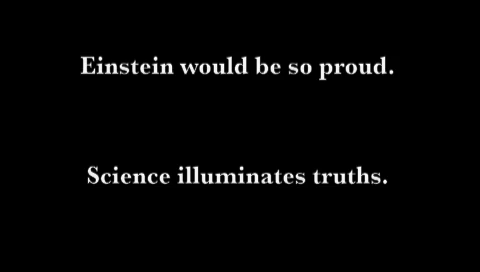 Einstein would be so proud.
Science illuminates truths.